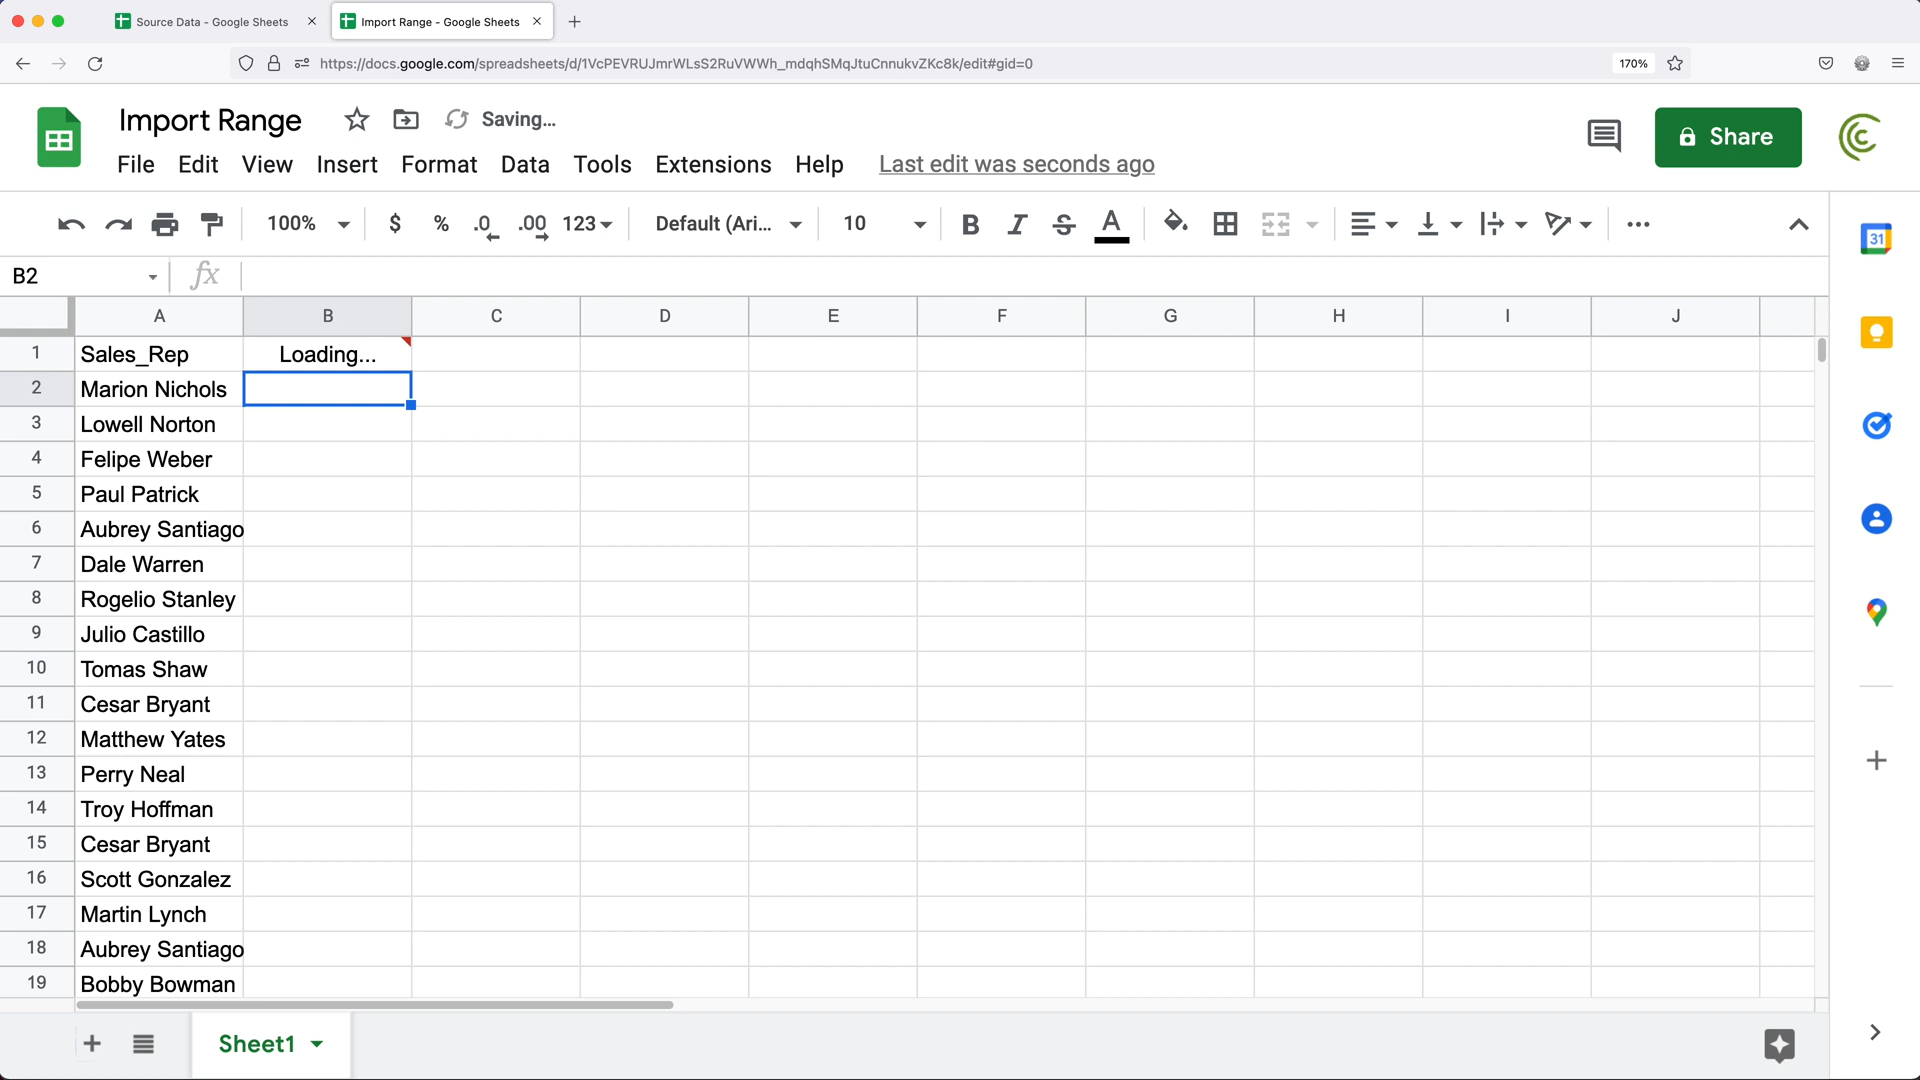 Source Data - Google Sheets
Import Range - Google Sheets
https://docs.google.com/spreadsheets/d/1VcPEVRUJmrWLsS2RuVWWh_mdqhSMqJtuCnnukvZKc8k/edit#gid=0
170%
Import Range
Saving...
Share
File Edit View Insert Format Data Tools Extensions Help Last edit was seconds ago
100% $ % .0 .00 123 Default (Ari... 10 B I S A
31
B2 fx
A B C D E F G H I J
1 Sales_Rep Loading...
2 Marion Nichols
3 Lowell Norton
4 Felipe Weber
5 Paul Patrick
6 Aubrey Santiago
7 Dale Warren
8 Rogelio Stanley
9 Julio Castillo
10 Tomas Shaw
11 Cesar Bryant
12 Matthew Yates
13 Perry Neal
14 Troy Hoffman
15 Cesar Bryant
16 Scott Gonzalez
17 Martin Lynch
18 Aubrey Santiago
19 Bobby Bowman
Sheet1